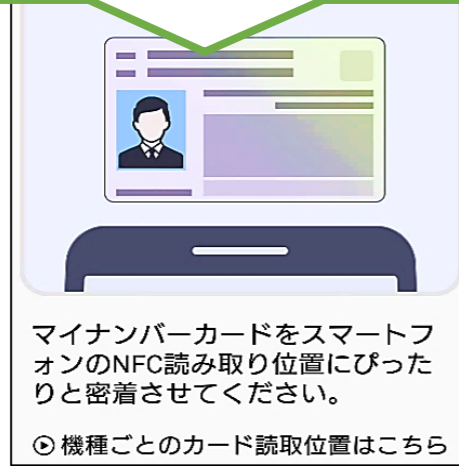 マイナンバーカードをスマートフ
ォンのNFC読み取り位置にぴった
りと密着させてください。
機種ごとのカード読取位置はこちら